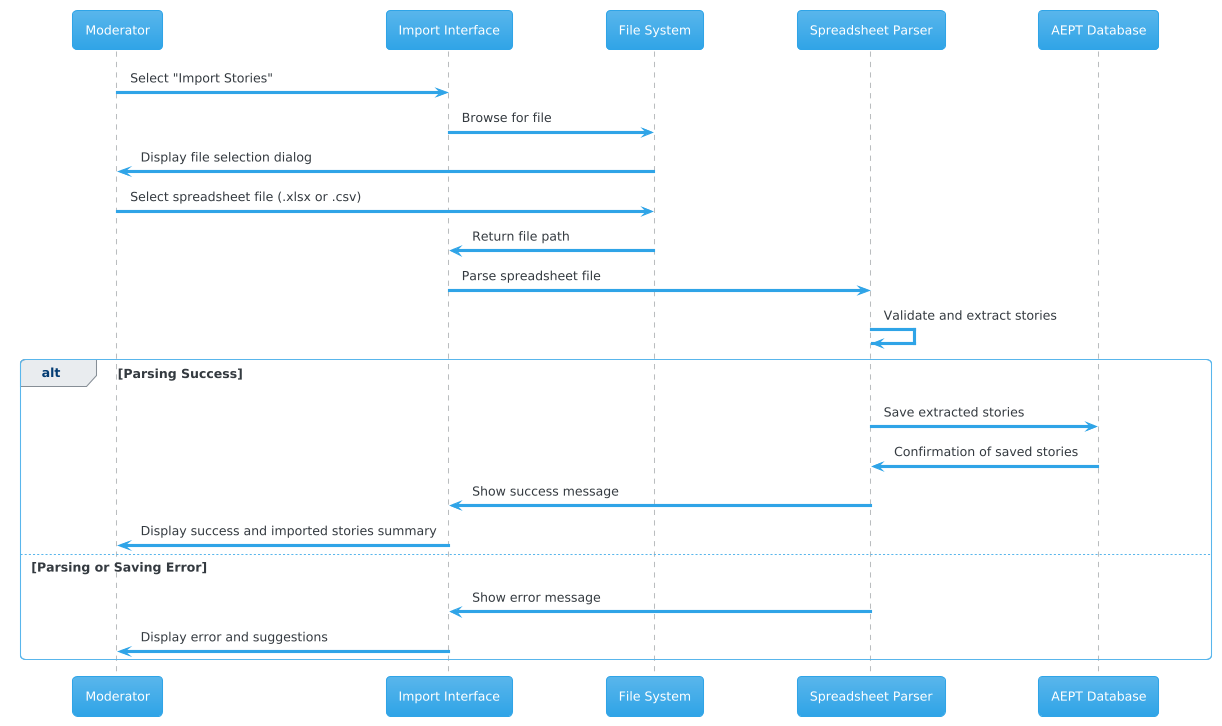 Moderator
Import Interface
File System
Spreadsheet Parser
AEPT Database
Select "Import Stories"
Browse for file
Display file selection dialog
Select spreadsheet file (.xlsx or .csv)
Return file path
Parse spreadsheet file
Validate and extract stories
alt
[Parsing Success]
Save extracted stories
Confirmation of saved stories
Show success message
Display success and imported stories summary
[Parsing or Saving Error]
Show error message
Display error and suggestions
Moderator
Import Interface
File System
Spreadsheet Parser
AEPT Database